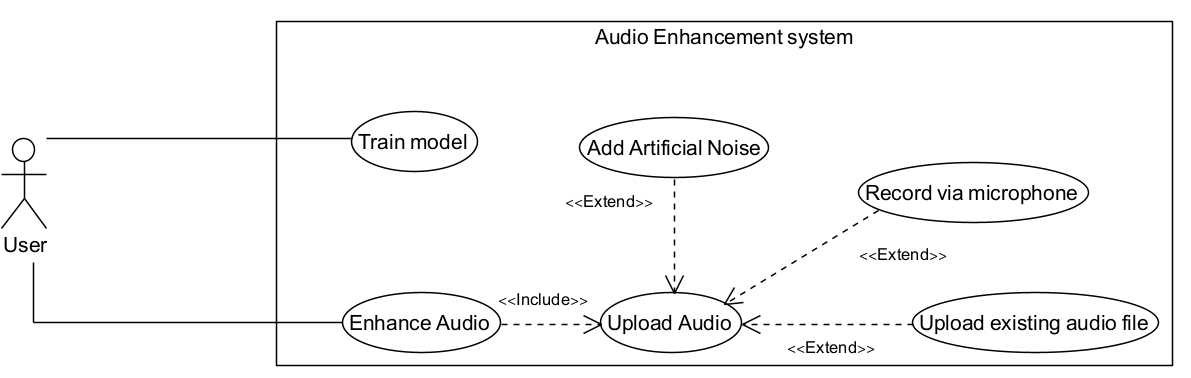 Audio Enhancement system
Train model
Add Artificial Noise
Record via microphone
<<Extend>>
<<Extend>>
User
<<Include>>
Enhance Audio
Upload Audio
Upload existing audio file
<<Extend>>